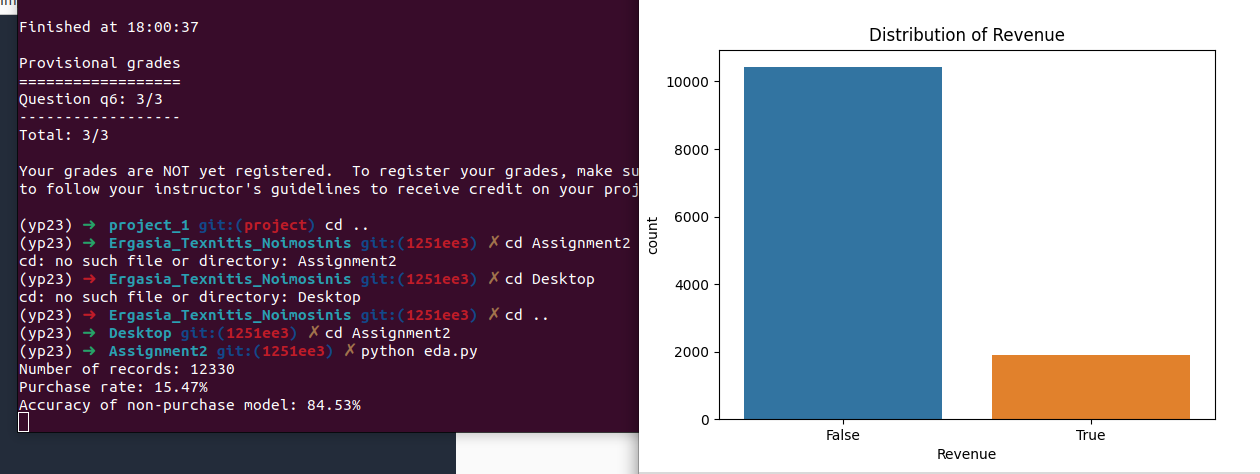 Finished at 18:00:37
Provisional grades
==================
Question q6: 3/3
------------------
Total: 3/3
Your grades are NOT yet registered.  To register your grades, make su
to follow your instructor's guidelines to receive credit on your proj
(yp23) ➜  project_1 git:(project) cd ..
(yp23) ➜  Ergasia_Texnitis_Noimosinis git:(1251ee3) ✗ cd Assignment2
cd: no such file or directory: Assignment2
(yp23) ➜  Ergasia_Texnitis_Noimosinis git:(1251ee3) ✗ cd Desktop
cd: no such file or directory: Desktop
(yp23) ➜  Ergasia_Texnitis_Noimosinis git:(1251ee3) ✗ cd ..
(yp23) ➜  Desktop git:(1251ee3) ✗ cd Assignment2
(yp23) ➜  Assignment2 git:(1251ee3) ✗ python eda.py
Number of records: 12330
Purchase rate: 15.47%
Accuracy of non-purchase model: 84.53%
Distribution of Revenue
count
10000
8000
6000
4000
2000
0
False True
Revenue